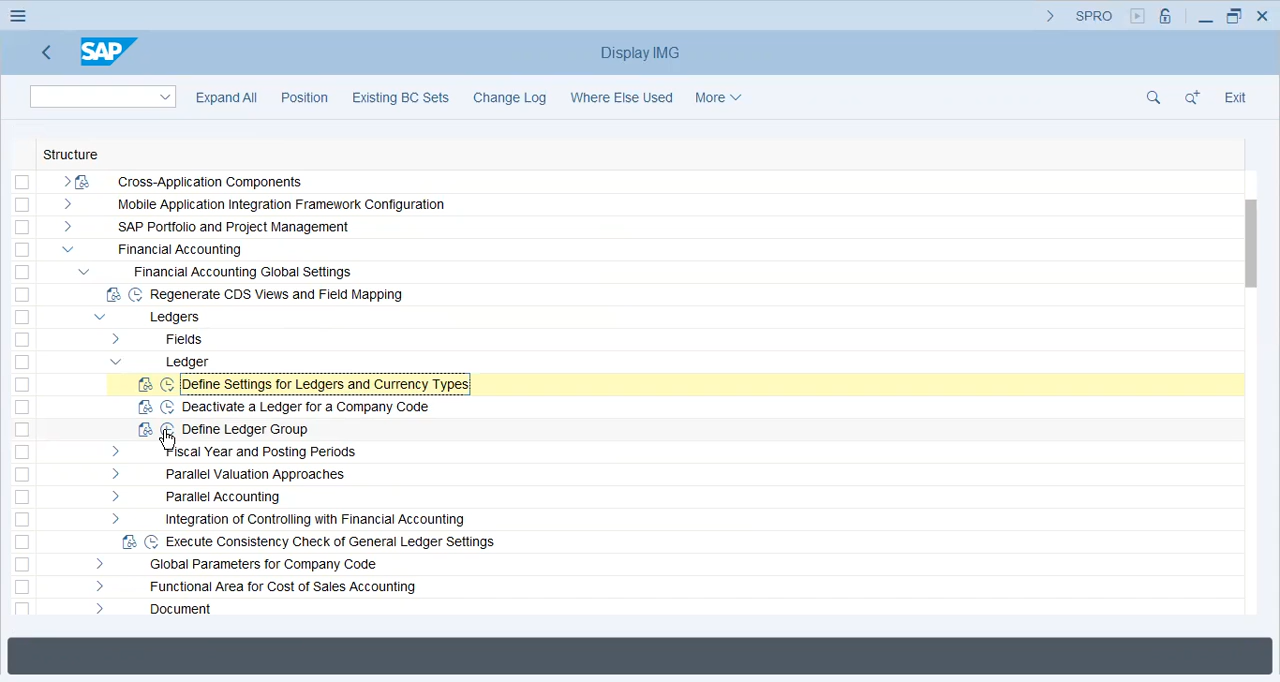 SPRO
SAP
Display IMG
Expand All Position Existing BC Sets Change Log Where Else Used More Exit
Structure
Cross-Application Components
Mobile Application Integration Framework Configuration
SAP Portfolio and Project Management
Financial Accounting
Financial Accounting Global Settings
Regenerate CDS Views and Field Mapping
Ledgers
Fields
Ledger
Define Settings for Ledgers and Currency Types
Deactivate a Ledger for a Company Code
Define Ledger Group
Fiscal Year and Posting Periods
Parallel Valuation Approaches
Parallel Accounting
Integration of Controlling with Financial Accounting
Execute Consistency Check of General Ledger Settings
Global Parameters for Company Code
Functional Area for Cost of Sales Accounting
Document